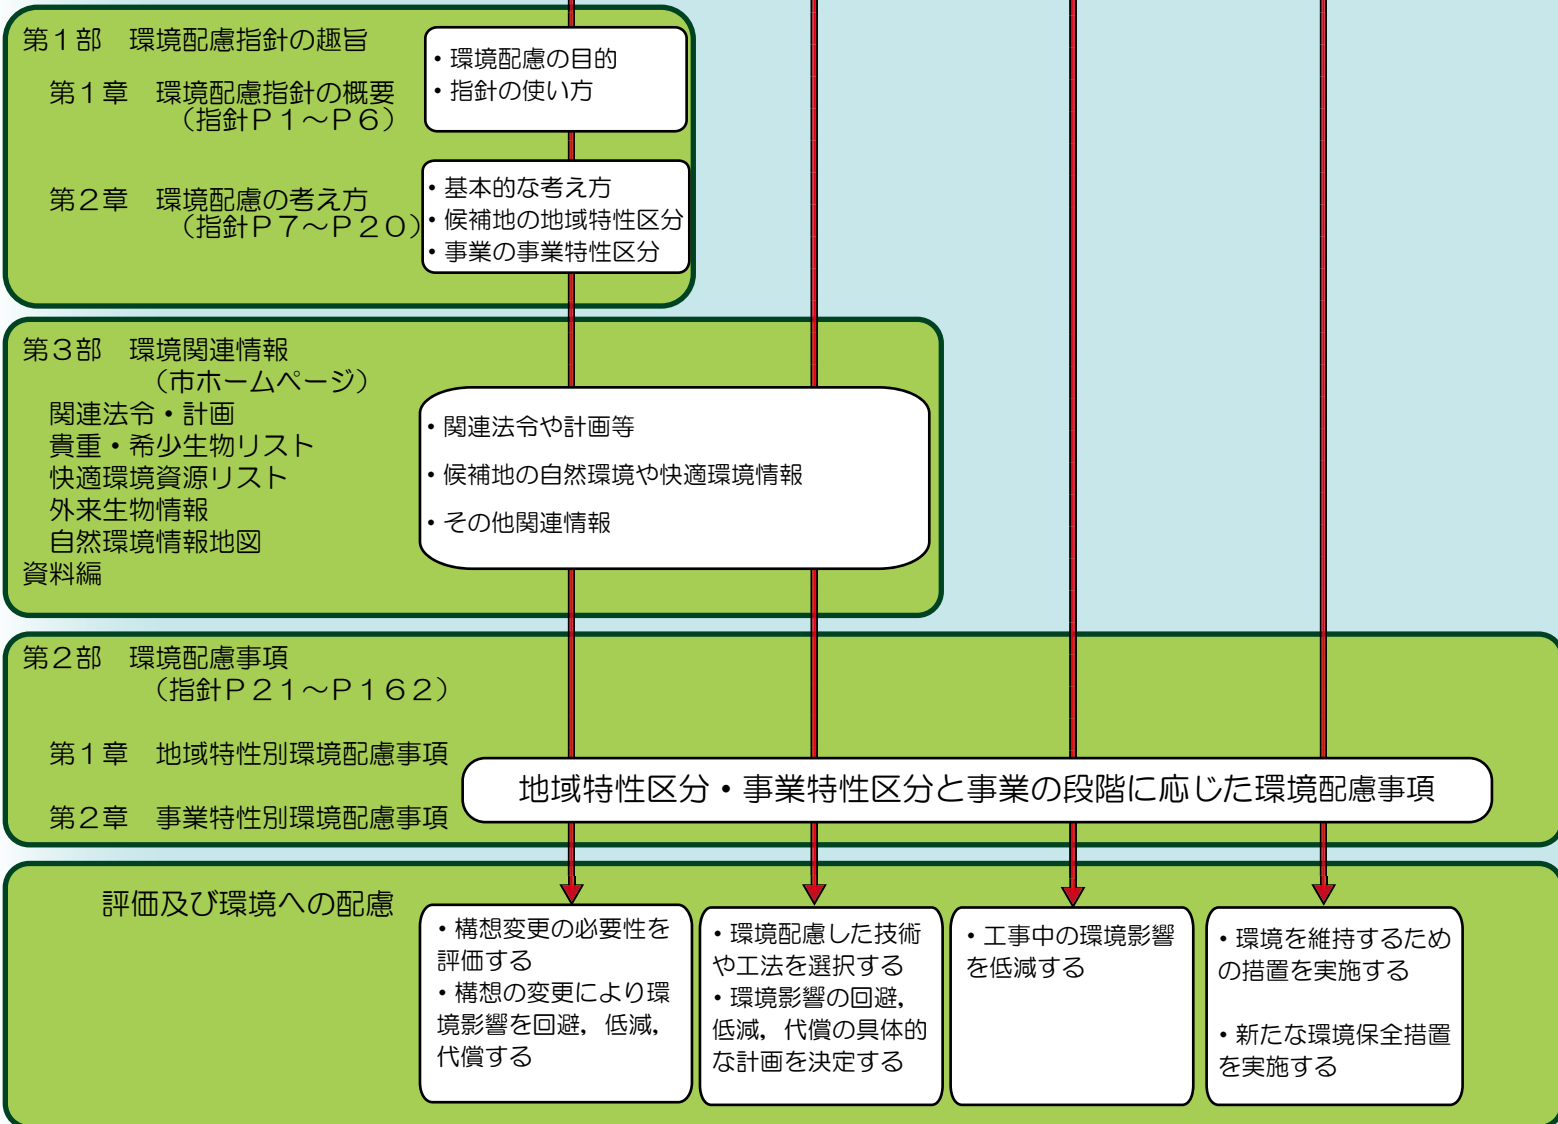 第１部　環境配慮指針の趣旨
第１章　環境配慮指針の概要
（指針Ｐ１～Ｐ６）
・環境配慮の目的
・指針の使い方
第２章　環境配慮の考え方
（指針Ｐ７～Ｐ２０）
・基本的な考え方
・候補地の地域特性区分
・事業の事業特性区分
第３部　環境関連情報
（市ホームページ）
関連法令・計画
貴重・希少生物リスト
快適環境資源リスト
外来生物情報
自然環境情報地図
資料編
・関連法令や計画等
・候補地の自然環境や快適環境情報
・その他関連情報
第２部　環境配慮事項
（指針Ｐ２１～Ｐ１６２）
第１章　地域特性別環境配慮事項
第２章　事業特性別環境配慮事項
地域特性区分・事業特性区分と事業の段階に応じた環境配慮事項
評価及び環境への配慮
・構想変更の必要性を
評価する
・構想の変更により環
境影響を回避，低減，
代償する
・環境配慮した技術
や工法を選択する
・環境影響の回避，
低減，代償の具体的
な計画を決定する
・工事中の環境影響
を低減する
・環境を維持するため
の措置を実施する
・新たな環境保全措置
を実施する